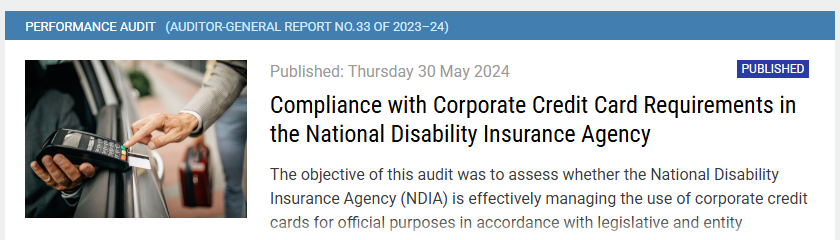 PERFORMANCE AUDIT (AUDITOR-GENERAL REPORT NO.33 OF 2023–24)
Published: Thursday 30 May 2024
PUBLISHED
Compliance with Corporate Credit Card Requirements in
the National Disability Insurance Agency
The objective of this audit was to assess whether the National Disability
Insurance Agency (NDIA) is effectively managing the use of corporate credit
cards for official purposes in accordance with legislative and entity